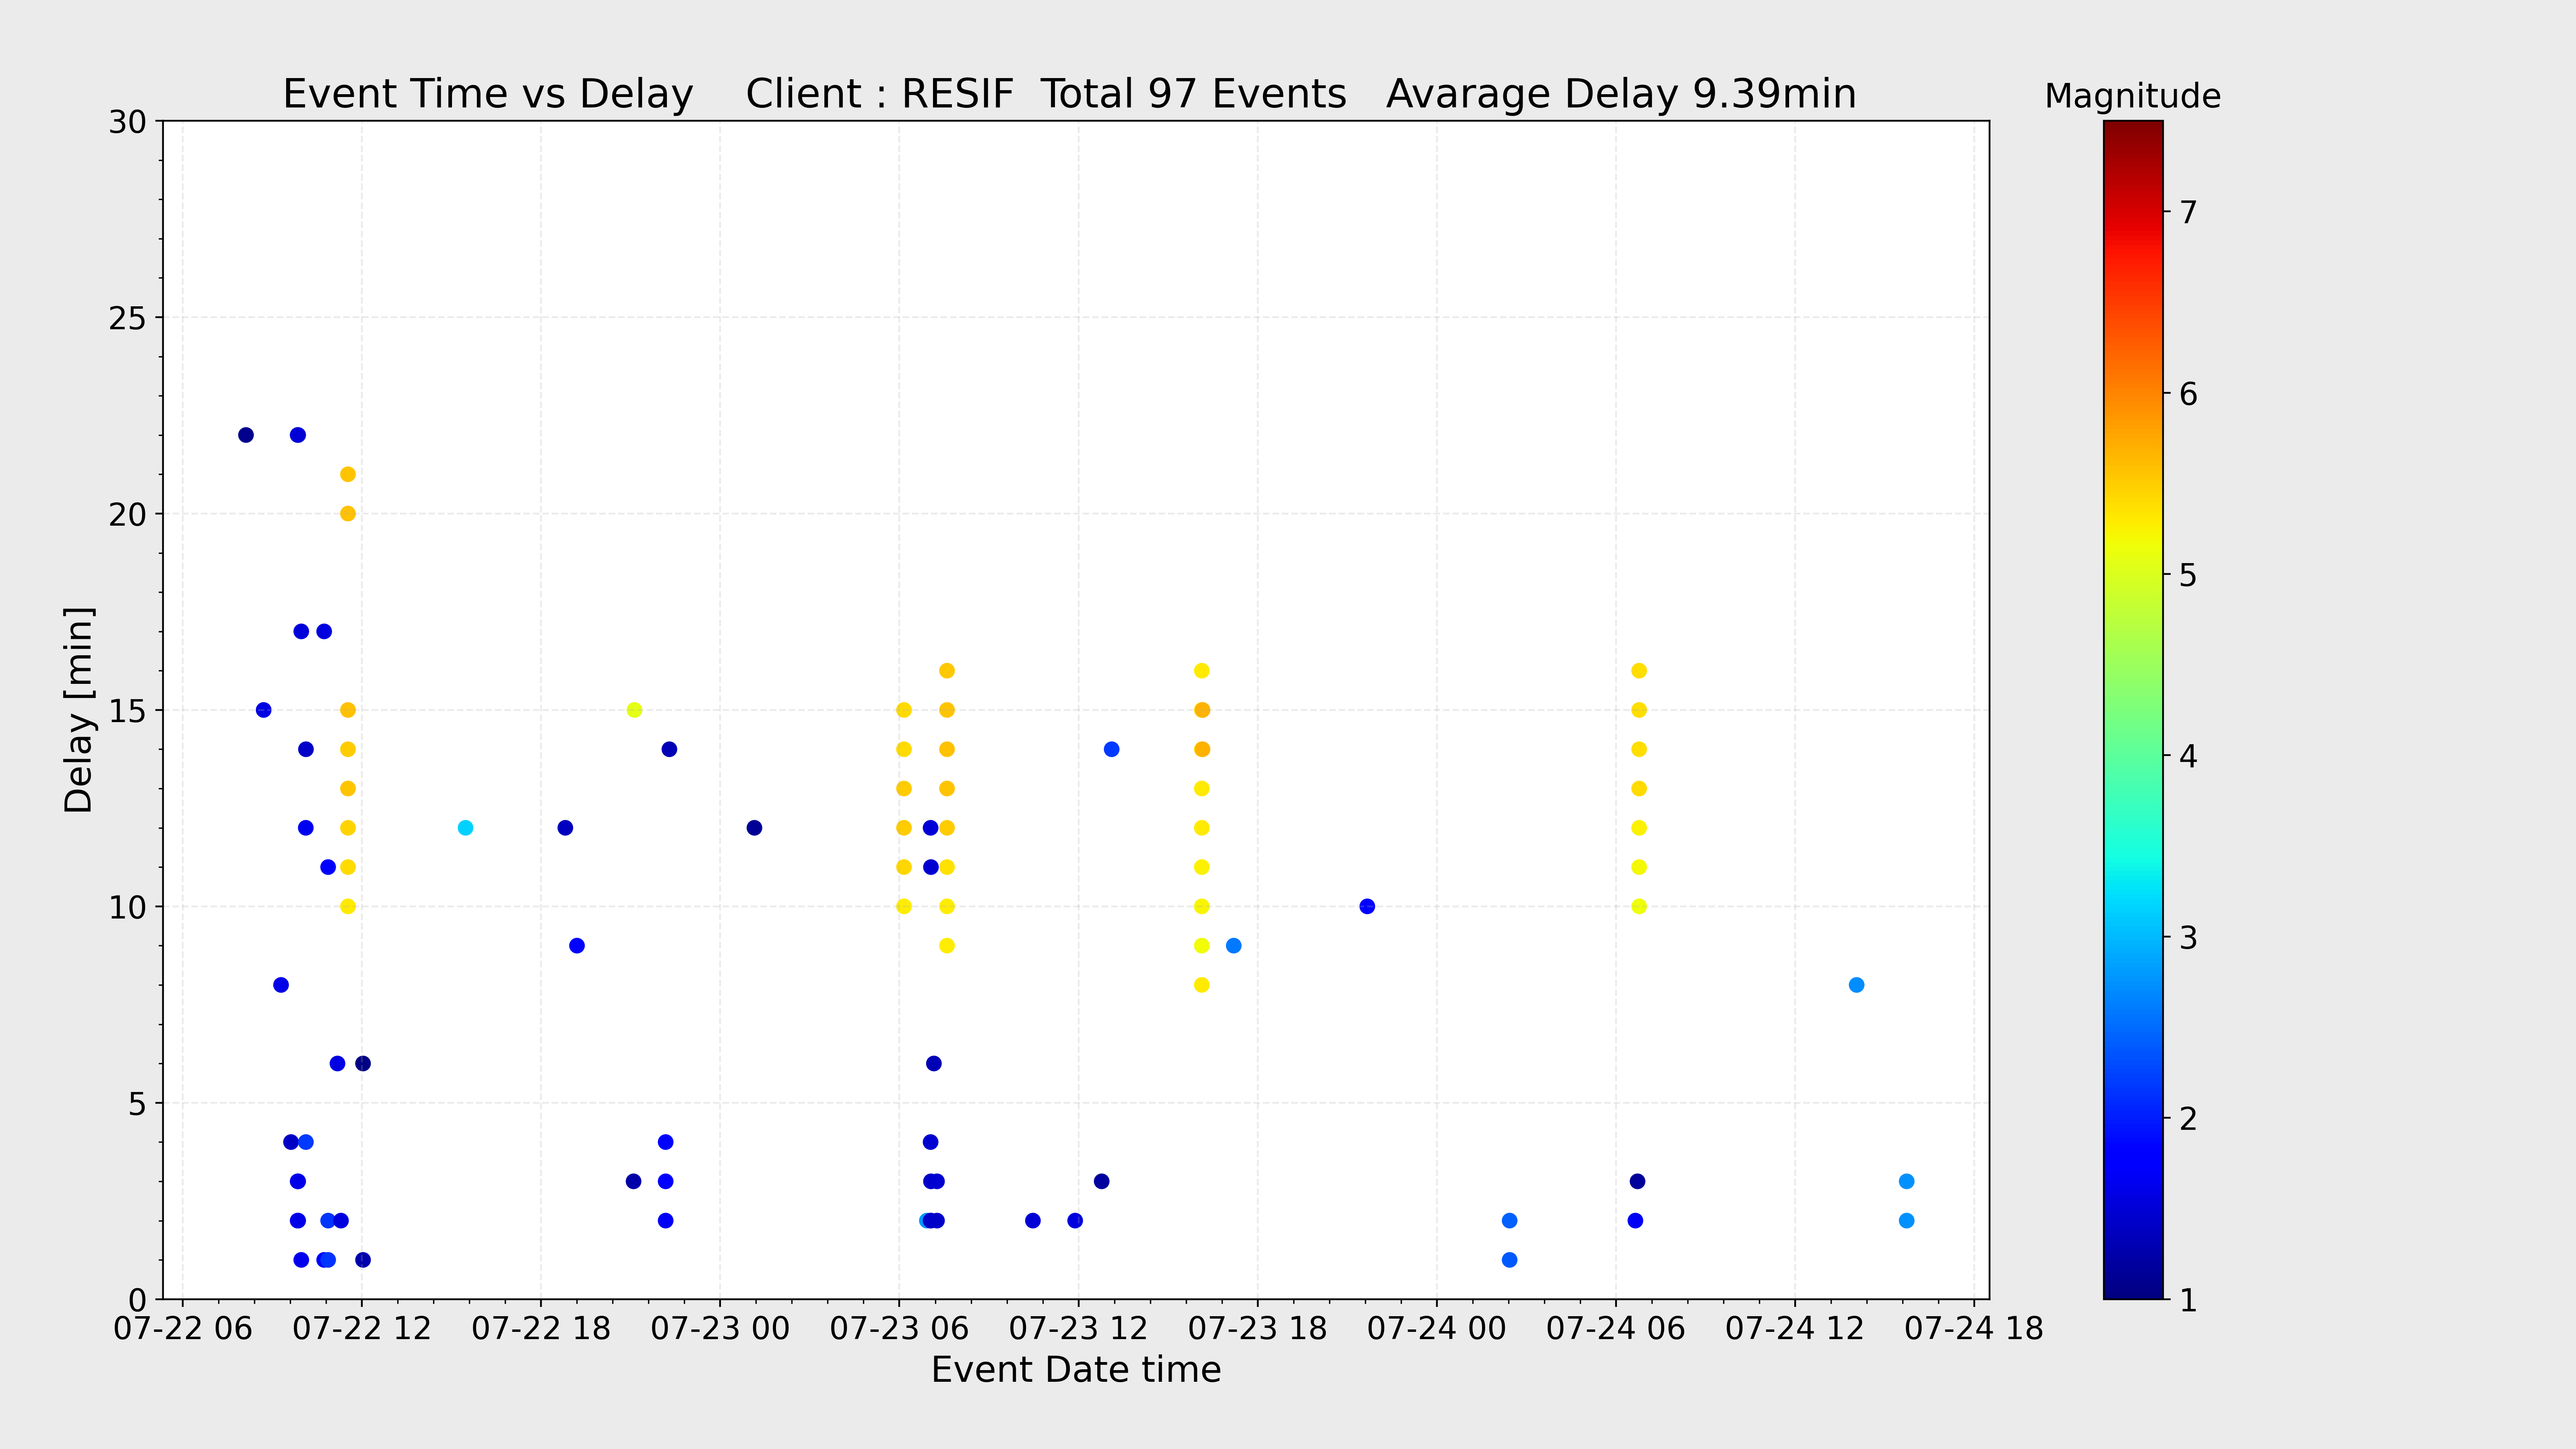 Event Time vs Delay    Client : RESIF  Total 97 Events   Avarage Delay 9.39min
Magnitude
30
25
20
15
10
5
0
Delay [min]
07-22 06 07-22 12 07-22 18 07-23 00 07-23 06 07-23 12 07-23 18 07-24 00 07-24 06 07-24 12 07-24 18
Event Date time
7
6
5
4
3
2
1